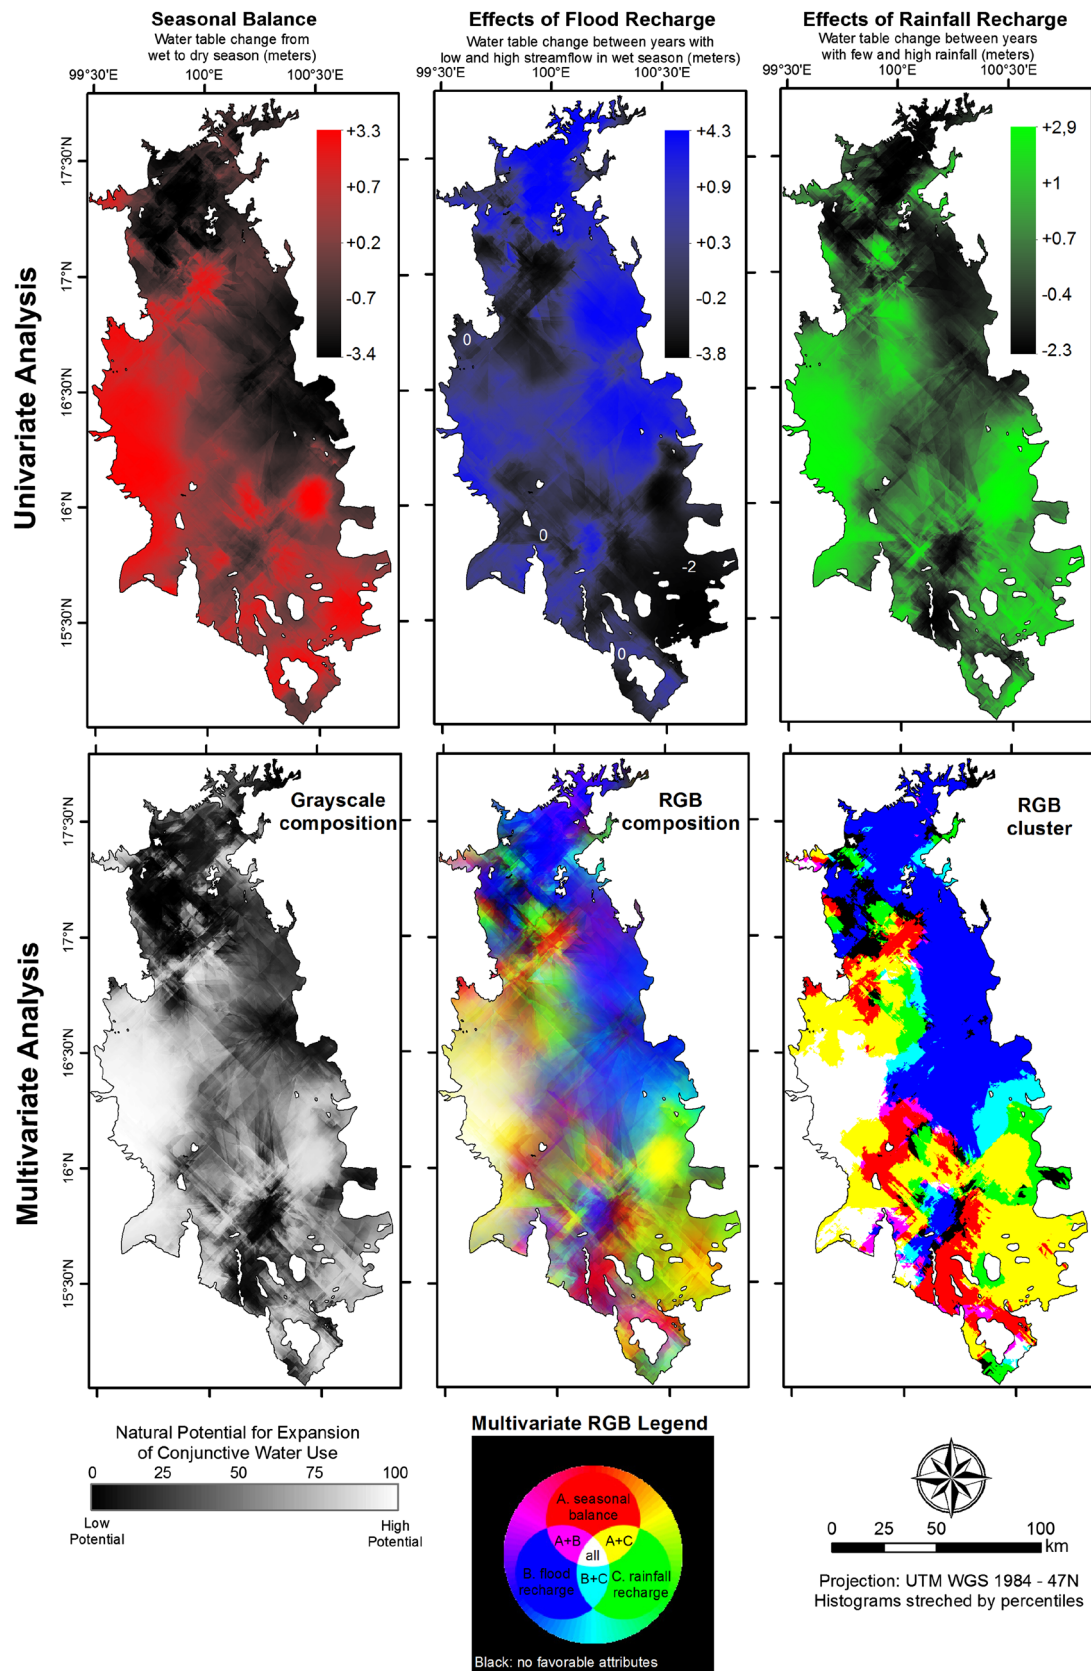 Seasonal Balance
Water table change from
wet to dry season (meters)
Effects of Flood Recharge
Water table change between years with
low and high streamflow in wet season (meters)
Effects of Rainfall Recharge
Water table change between years
with few and high rainfall (meters)
99°30'E 100°E 100°30'E
99°30'E 100°E 100°30'E
99°30'E 100°E 100°30'E
Univariate Analysis
17°30'N
17°N
16°30'N
16°N
15°30'N
+3.3
+0.7
+0.2
-0.7
-3.4
+4.3
+0.9
+0.3
-0.2
-3.8
0
0
-2
0
+2,9
+1
+0.7
-0.4
-2.3
Multivariate Analysis
17°30'N
17°N
16°30'N
16°N
15°30'N
Grayscale
composition
RGB
composition
RGB
cluster
Natural Potential for Expansion
of Conjunctive Water Use
0 25 50 75 100
Low
Potential
High
Potential
Multivariate RGB Legend
A. seasonal
balance
A+B
A+C
all
B. flood
recharge
B+C
C. rainfall
recharge
Black: no favorable attributes
0 25 50 100
km
Projection: UTM WGS 1984 - 47N
Histograms streched by percentiles